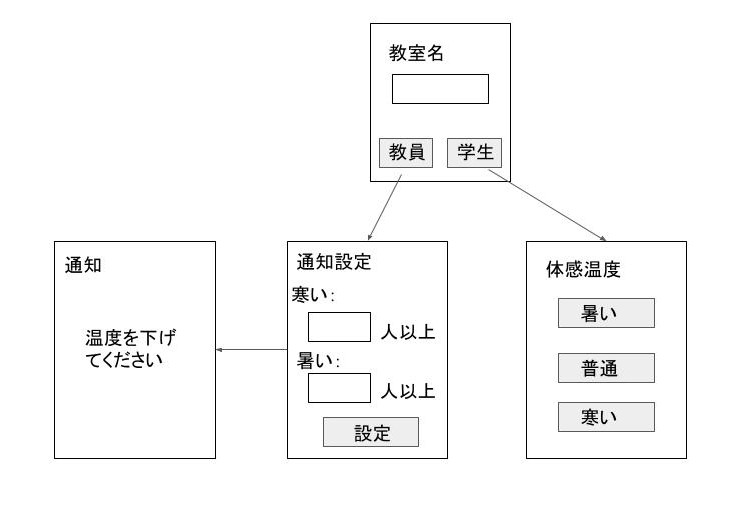 教室名
教員
学生
通知
温度を下げ
てください
通知設定
寒い：
人以上
暑い：
人以上
設定
体感温度
暑い
普通
寒い